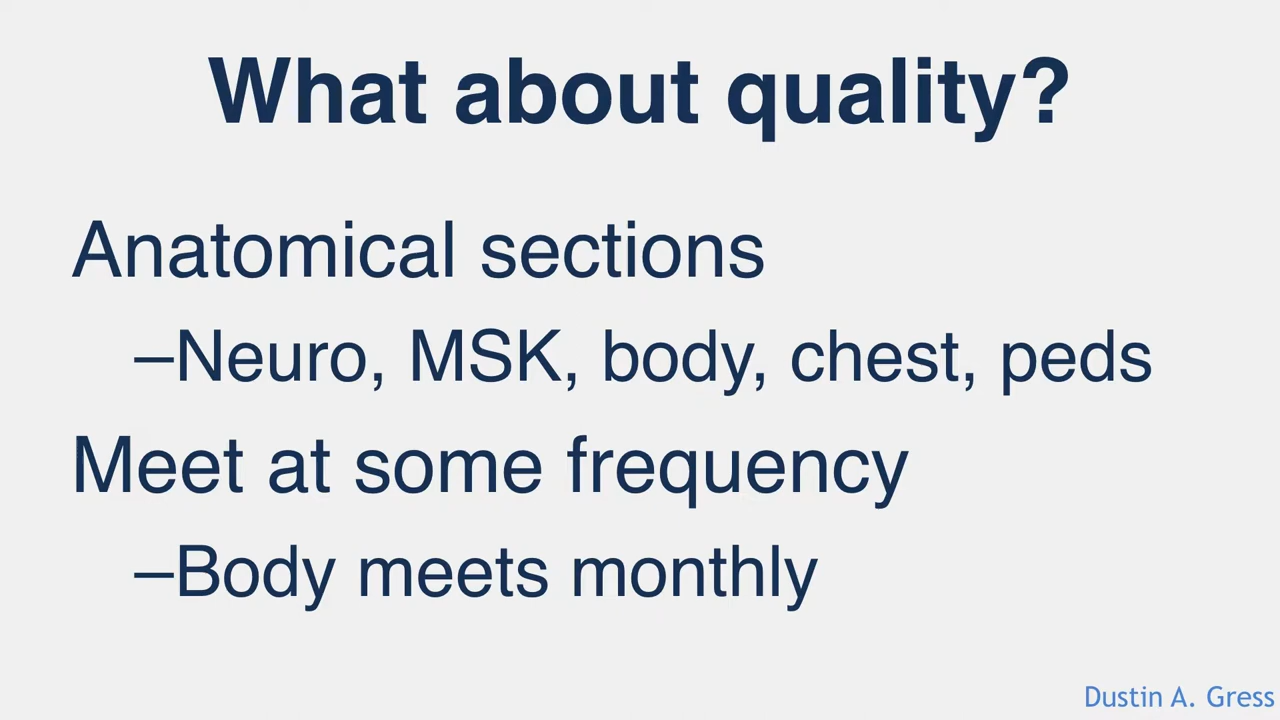 What about quality?
Anatomical sections
–Neuro, MSK, body, chest, peds
Meet at some frequency
–Body meets monthly
Dustin A. Gress